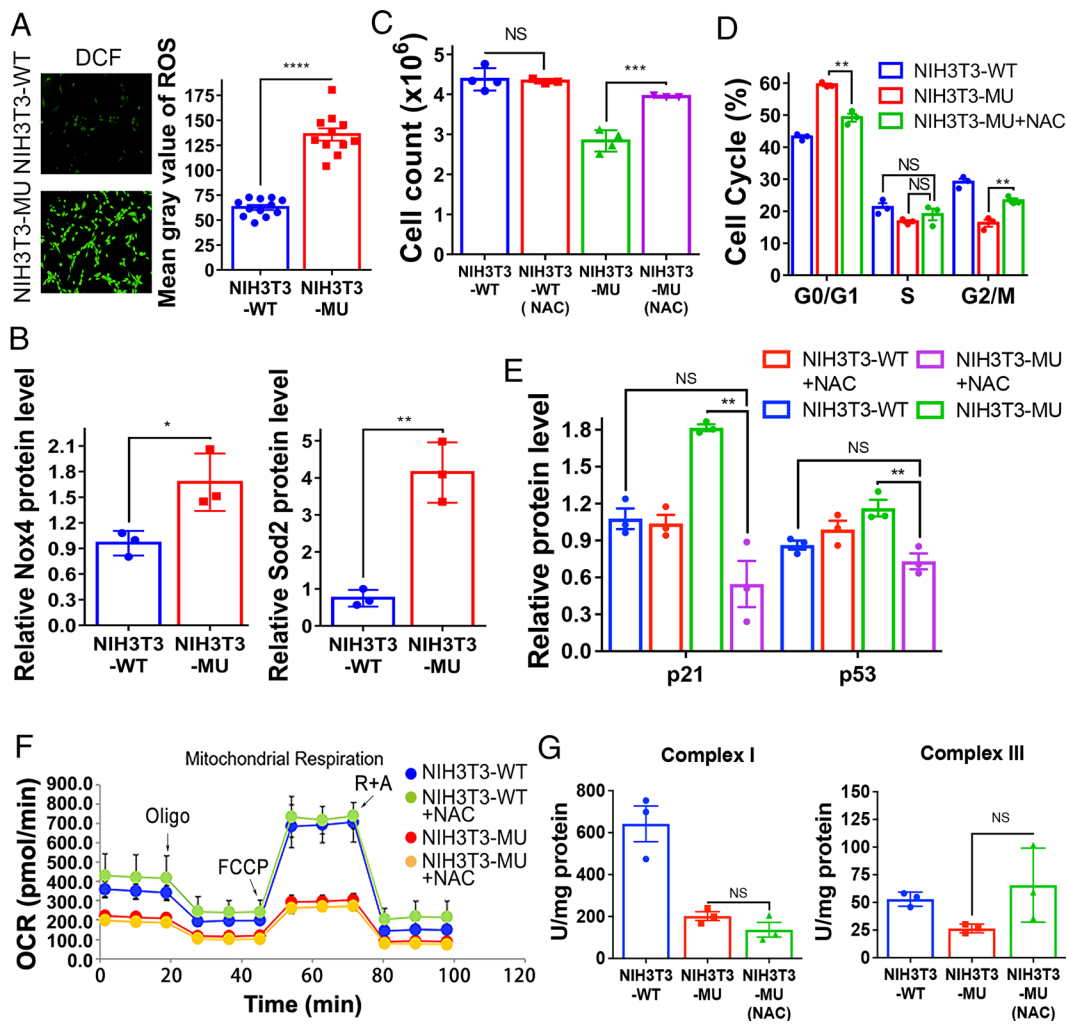 A
DCF
NIH3T3-WT
NIH3T3-MU
Mean gray value of ROS
****
175
150
125
100
75
50
25
0
NIH3T3
-WT
NIH3T3
-MU
B
Relative Nox4 protein level
*
2.1
1.8
1.5
1.2
0.9
0.6
0.3
0.0
NIH3T3
-WT
NIH3T3
-MU
Relative Sod2 protein level
**
6
5
4
3
2
1
0
NIH3T3
-WT
NIH3T3
-MU
C
Cell count (x10⁶)
NS
***
6
4
2
0
NIH3T3
-WT
NIH3T3
-WT
( NAC)
NIH3T3
-MU
NIH3T3
-MU
(NAC)
D
Cell Cycle (%)
NIH3T3-WT
NIH3T3-MU
NIH3T3-MU+NAC
**
NS
NS
**
60
50
40
30
20
10
0
G0/G1
S
G2/M
E
NIH3T3-WT
+NAC
NIH3T3-MU
+NAC
NIH3T3-WT
NIH3T3-MU
Relative protein level
NS
**
NS
**
1.8
1.5
1.2
0.9
0.6
0.3
0.0
p21
p53
F
Mitochondrial Respiration
R+A
Oligo
FCCP
NIH3T3-WT
NIH3T3-WT
+NAC
NIH3T3-MU
NIH3T3-MU
+NAC
OCR (pmol/min)
900.0
800.0
700.0
600.0
500.0
400.0
300.0
200.0
100.0
0.0
0
20
40
60
80
100
120
Time (min)
G
Complex I
U/mg protein
NS
800
600
400
200
0
NIH3T3
-WT
NIH3T3
-MU
NIH3T3
-MU
(NAC)
Complex III
U/mg protein
NS
125
100
75
50
25
0
NIH3T3
-WT
NIH3T3
-MU
NIH3T3
-MU
(NAC)